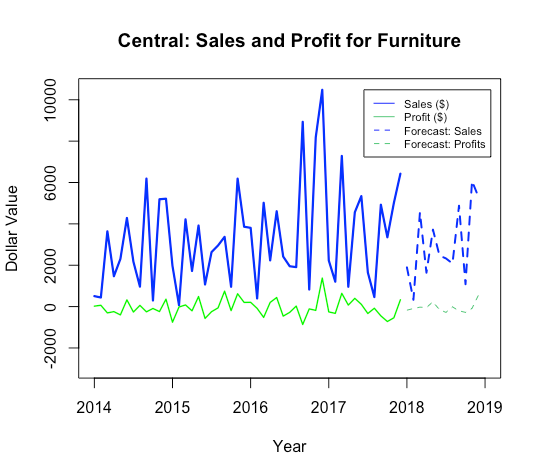 Central: Sales and Profit for Furniture
Sales ($)
Profit ($)
Forecast: Sales
Forecast: Profits
Dollar Value
10000
6000
2000
0
-2000
2014 2015 2016 2017 2018 2019
Year